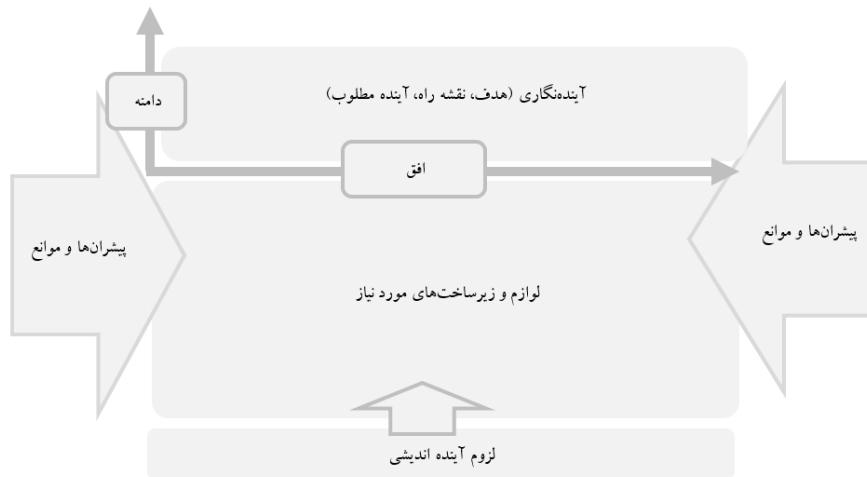 آینده‌نگاری (هدف، نقشه راه، آینده مطلوب)
دامنه
افق
پیشران‌ها و موانع
پیشران‌ها و موانع
لوازم و زیرساخت‌های مورد نیاز
لزوم آینده اندیشی